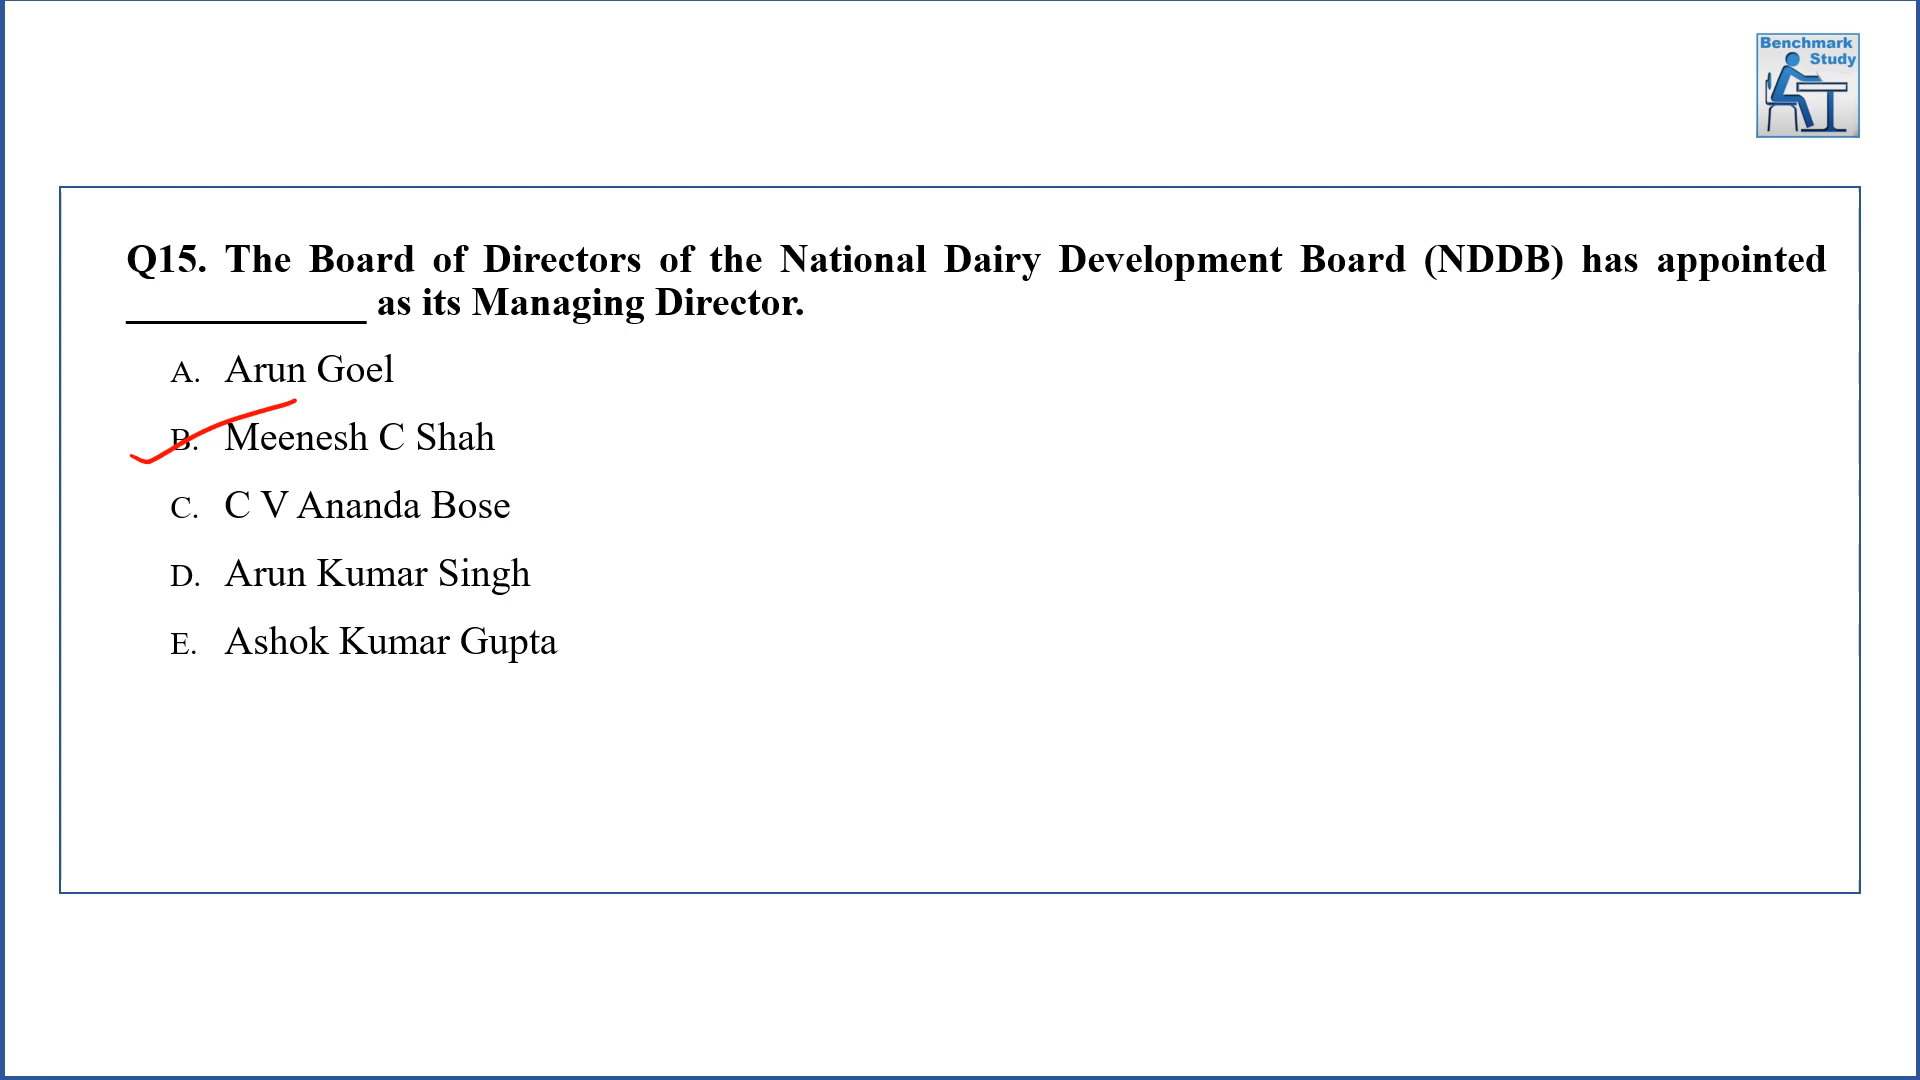 Benchmark
Study
Q15. The Board of Directors of the National Dairy Development Board (NDDB) has appointed
____________ as its Managing Director.
A. Arun Goel
B. Meenesh C Shah
C. C V Ananda Bose
D. Arun Kumar Singh
E. Ashok Kumar Gupta